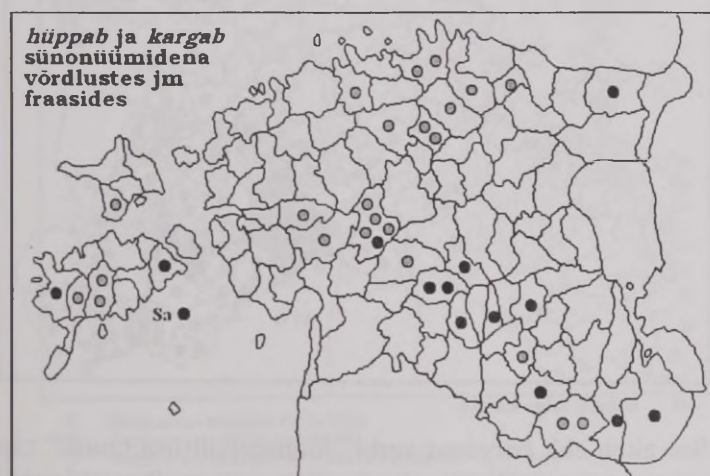 hüppab ja kargab
sünonüümidena
võrdlustes jm
fraasides
Sa